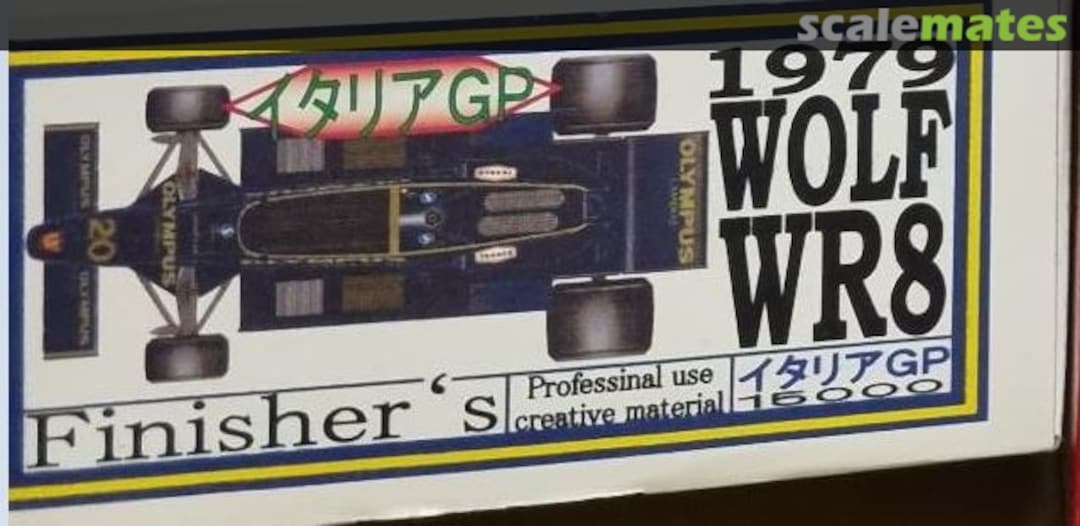 scalemates
イタリアGP
1979
WOLF
WR8
OLYMPUS
20
OLYMPUS
OLYMPUS
OLYMPUS
Finisher's
Professinal use
creative material
イタリアGP
15000